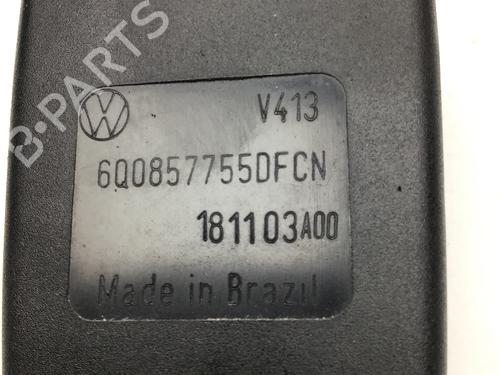 B-PARTS
V413
6Q0857755DFCN
181103A00
Made in Brazil